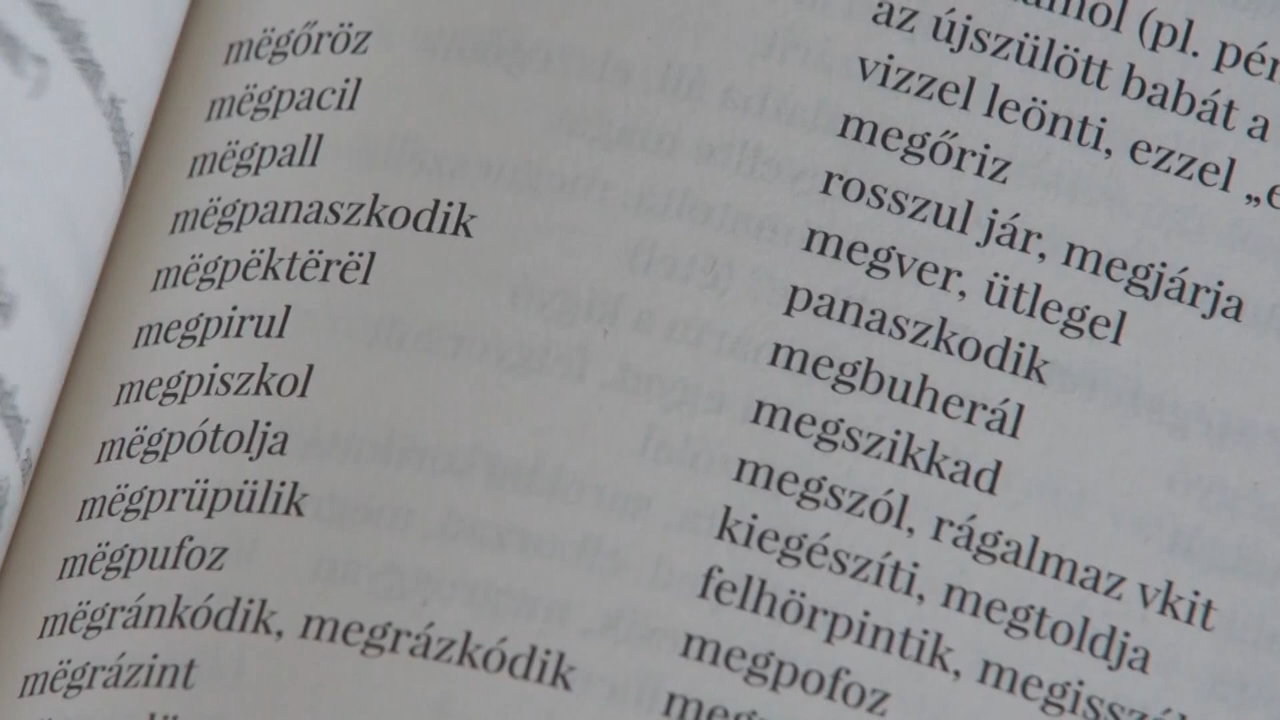 (pl.
az újszülött babát a
vizzel leönti, ezzel
mëgőröz megőriz
mëgpacil rosszul jár, megjárja
mëgpall megver, ütlegel
mëgpanaszkodik panaszkodik
mëgpëktërël megbuherál
megpirul megszikkad
megpiszkol megszól, rágalmaz vkit
mëgpótolja kiegészíti, megtoldja
mëgprüpülik felhörpintik,
mëgpufoz megpofoz
mëgránkódik, megrázkódik
mëgrázint